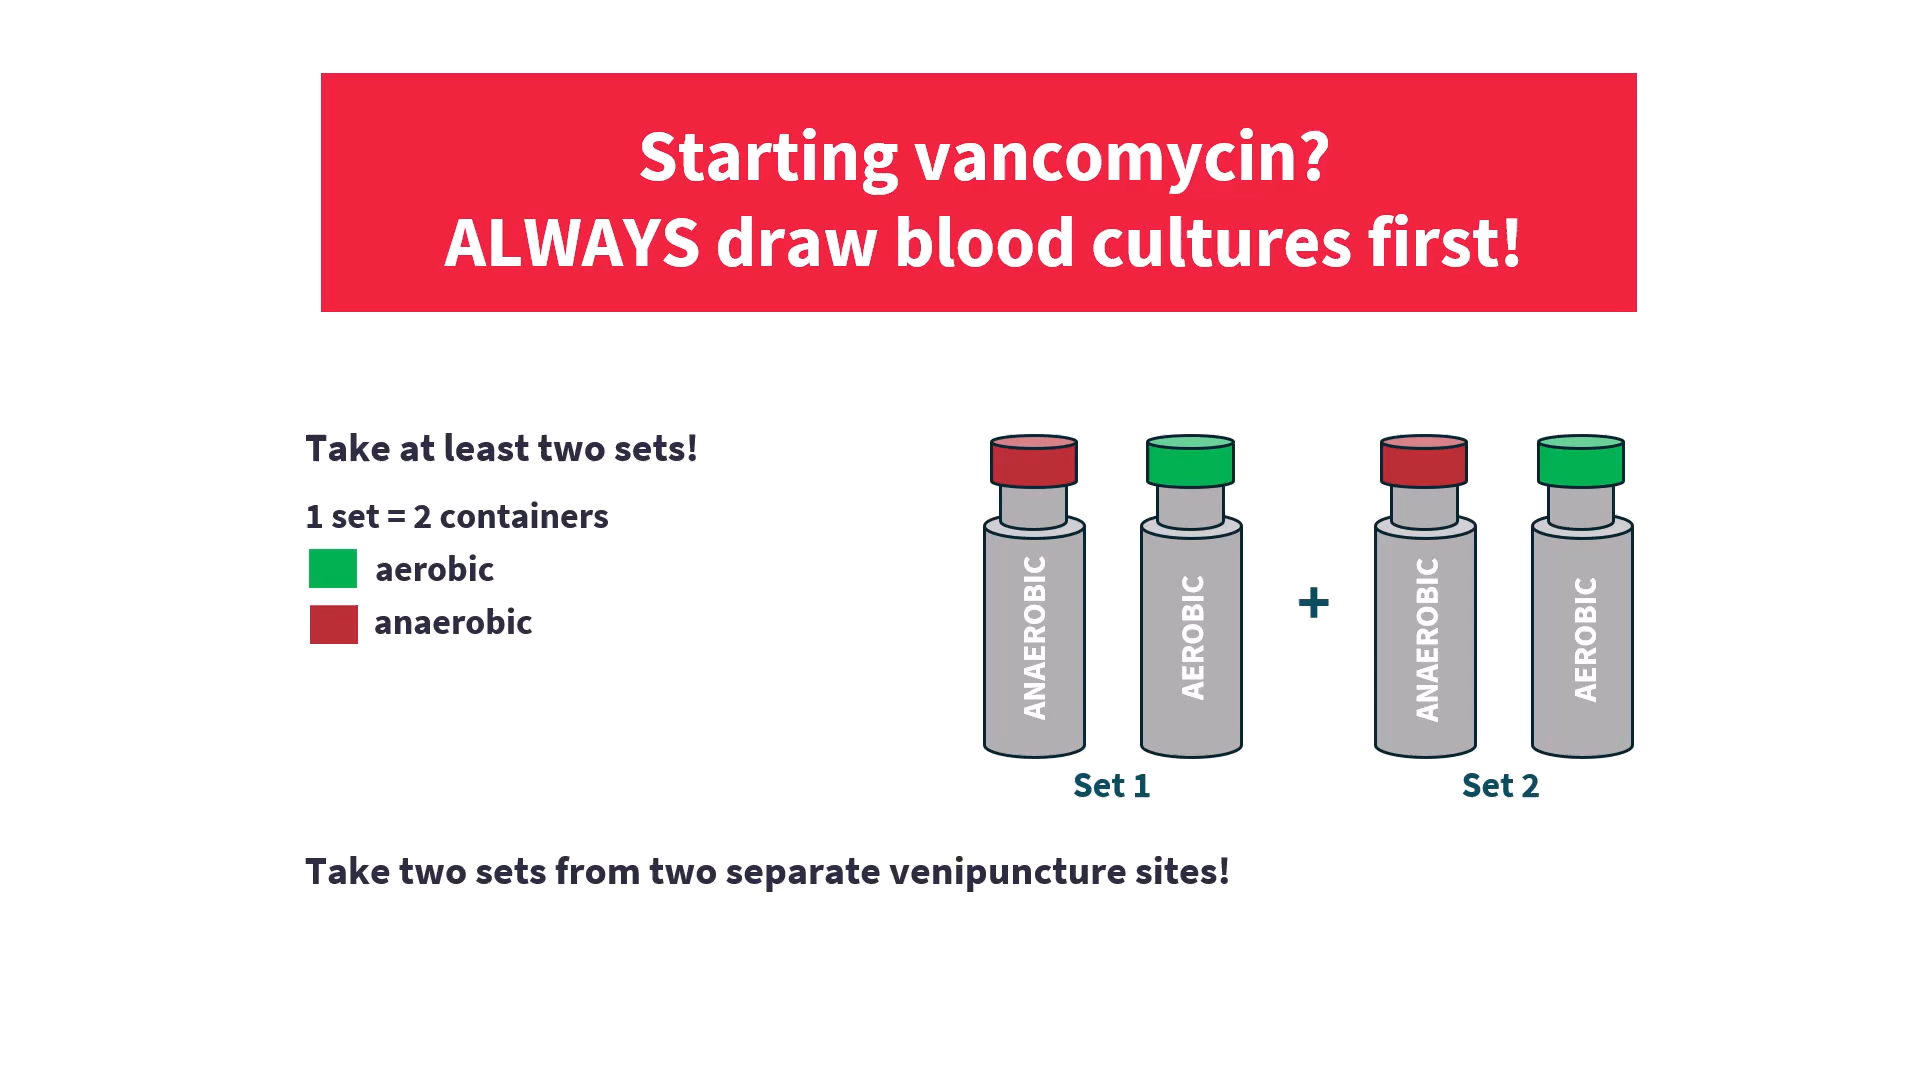 Starting vancomycin?
ALWAYS draw blood cultures first!
Take at least two sets!
1 set = 2 containers
aerobic
anaerobic
ANAEROBIC
AEROBIC
+
ANAEROBIC
AEROBIC
Set 1
Set 2
Take two sets from two separate venipuncture sites!